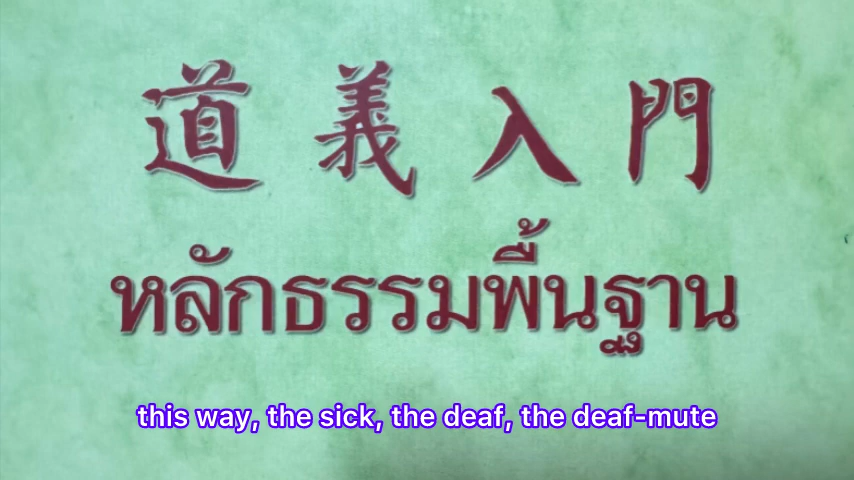 道義入門
หลักธรรมพื้นฐาน
this way, the sick, the deaf, the deaf-mute